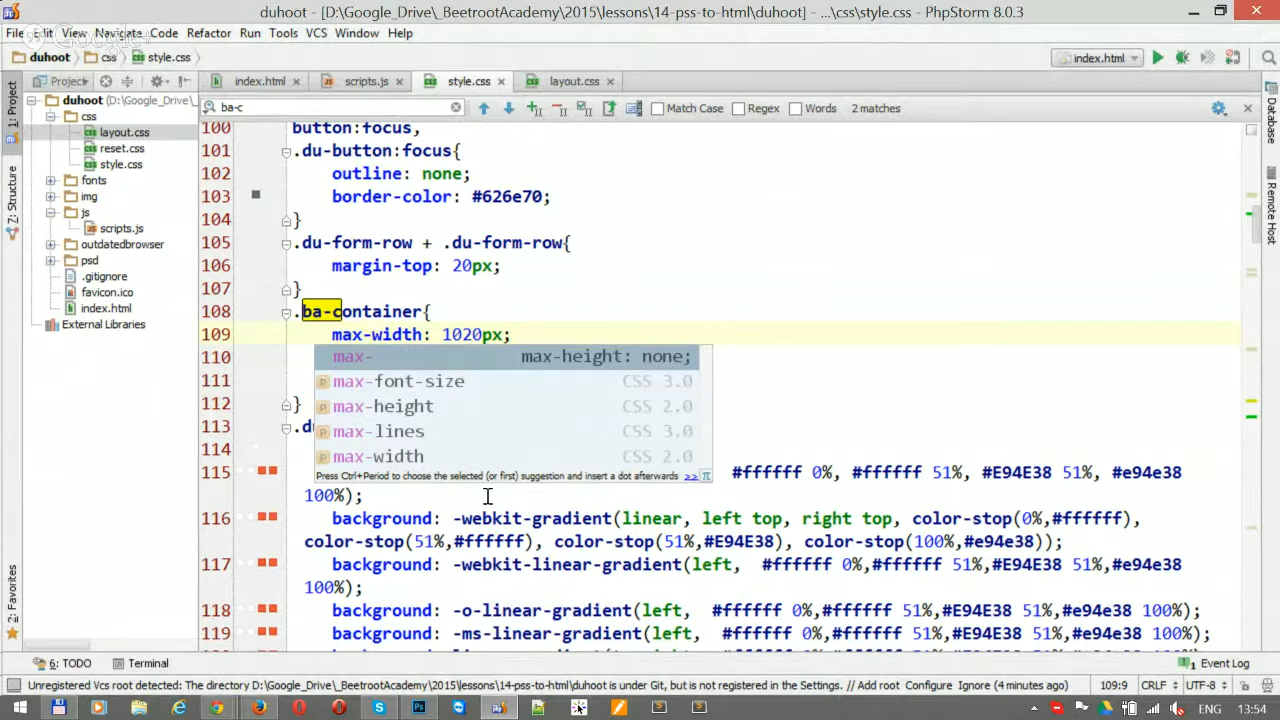 duhoot - [D:\Google_Drive\_BeetrootAcademy\2015\lessons\14-pss-to-html\duhoot] - ...\css\style.css - PhpStorm 8.0.3
File Edit View Navigate Code Refactor Run Tools VCS Window Help
Google+
duhoot css style.css index.html
1: Project
Z: Structure
2: Favorites
Project
index.html scripts.js style.css layout.css
Database
Remote Host
duhoot (D:\Google_Drive\
css
layout.css
reset.css
style.css
fonts
img
js
scripts.js
outdatedbrowser
psd
.gitignore
favicon.ico
index.html
External Libraries
ba-c Match Case Regex Words 2 matches
100 button:focus,
101 .du-button:focus{
102 outline: none;
103 border-color: #626e70;
104 }
105 .du-form-row + .du-form-row{
106 margin-top: 20px;
107 }
108 .ba-container{
109 max-width: 1020px;
110
111
112 }
113 .d
114
max- max-height: none;
max-font-size CSS 3.0
max-height CSS 2.0
max-lines CSS 3.0
max-width CSS 2.0
Press Ctrl+Period to choose the selected (or first) suggestion and insert a dot afterwards >> π
115 #ffffff 0%, #ffffff 51%, #E94E38 51%, #e94e38
100%);
116 background: -webkit-gradient(linear, left top, right top, color-stop(0%,#ffffff),
color-stop(51%,#ffffff), color-stop(51%,#E94E38), color-stop(100%,#e94e38));
117 background: -webkit-linear-gradient(left, #ffffff 0%,#ffffff 51%,#E94E38 51%,#e94e38
100%);
118 background: -o-linear-gradient(left, #ffffff 0%,#ffffff 51%,#E94E38 51%,#e94e38 100%);
119 background: -ms-linear-gradient(left, #ffffff 0%,#ffffff 51%,#E94E38 51%,#e94e38 100%);
6: TODO Terminal 1 Event Log
Unregistered Vcs root detected: The directory D:\Google_Drive\_BeetrootAcademy\2015\lessons\14-pss-to-html\duhoot is under Git, but is not registered in the Settings. // Add root Configure Ignore (4 minutes ago) 109:9 CRLF UTF-8
ENG 13:54